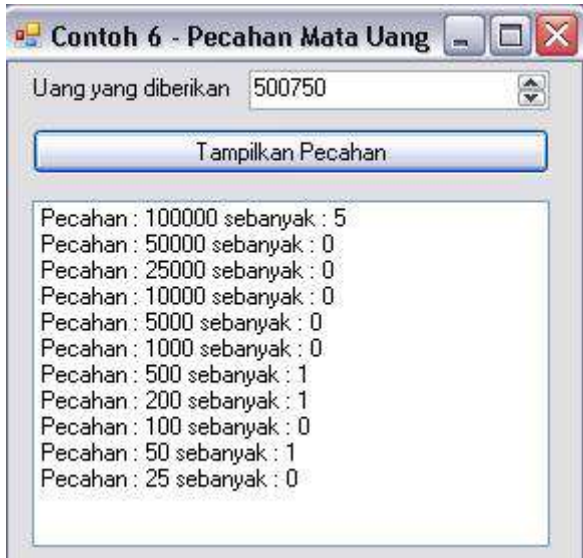 Contoh 6 - Pecahan Mata Uang
Uang yang diberikan 500750
Tampilkan Pecahan
Pecahan : 100000 sebanyak : 5
Pecahan : 50000 sebanyak : 0
Pecahan : 25000 sebanyak : 0
Pecahan : 10000 sebanyak : 0
Pecahan : 5000 sebanyak : 0
Pecahan : 1000 sebanyak : 0
Pecahan : 500 sebanyak : 1
Pecahan : 200 sebanyak : 1
Pecahan : 100 sebanyak : 0
Pecahan : 50 sebanyak : 1
Pecahan : 25 sebanyak : 0